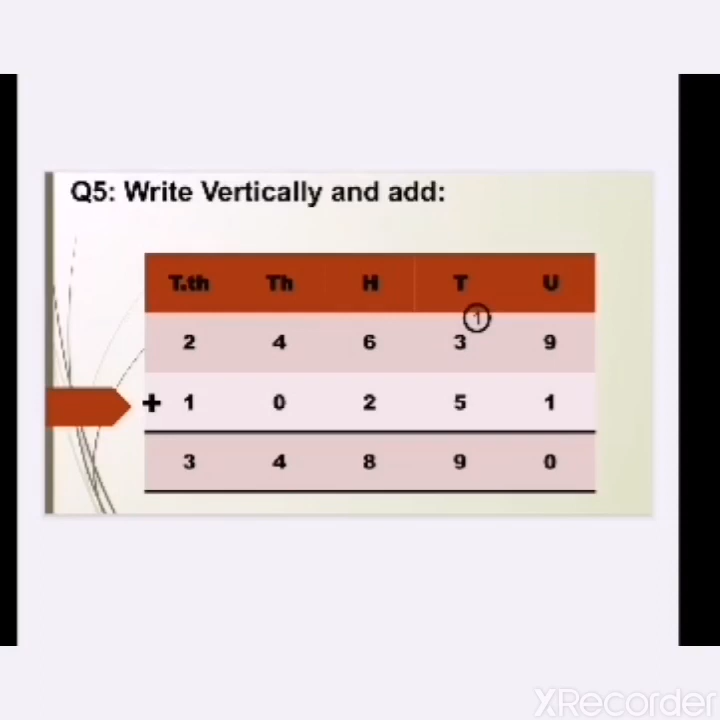 Q5: Write Vertically and add:
T.th Th H T U
1
2 4 6 3 9
+ 1 0 2 5 1
3 4 8 9 0
XRecorder